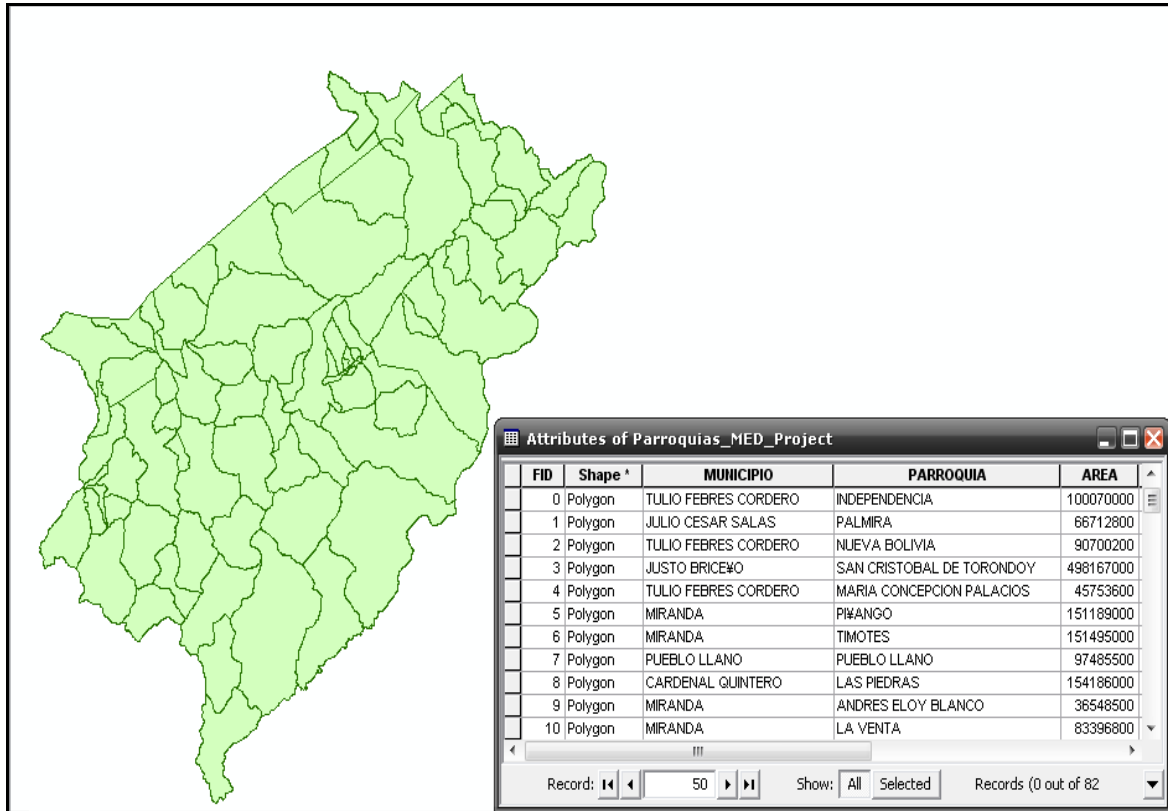 Attributes of Parroquias_MED_Project
FID Shape * MUNICIPIO PARROQUIA AREA
0 Polygon TULIO FEBRES CORDERO INDEPENDENCIA 100070000
1 Polygon JULIO CESAR SALAS PALMIRA 66712800
2 Polygon TULIO FEBRES CORDERO NUEVA BOLIVIA 90700200
3 Polygon JUSTO BRICE¥O SAN CRISTOBAL DE TORONDOY 498167000
4 Polygon TULIO FEBRES CORDERO MARIA CONCEPCION PALACIOS 45753600
5 Polygon MIRANDA PI¥ANGO 151189000
6 Polygon MIRANDA TIMOTES 151495000
7 Polygon PUEBLO LLANO PUEBLO LLANO 97485500
8 Polygon CARDENAL QUINTERO LAS PIEDRAS 154186000
9 Polygon MIRANDA ANDRES ELOY BLANCO 36548500
10 Polygon MIRANDA LA VENTA 83396800
Record: 50 Show: All Selected Records (0 out of 82